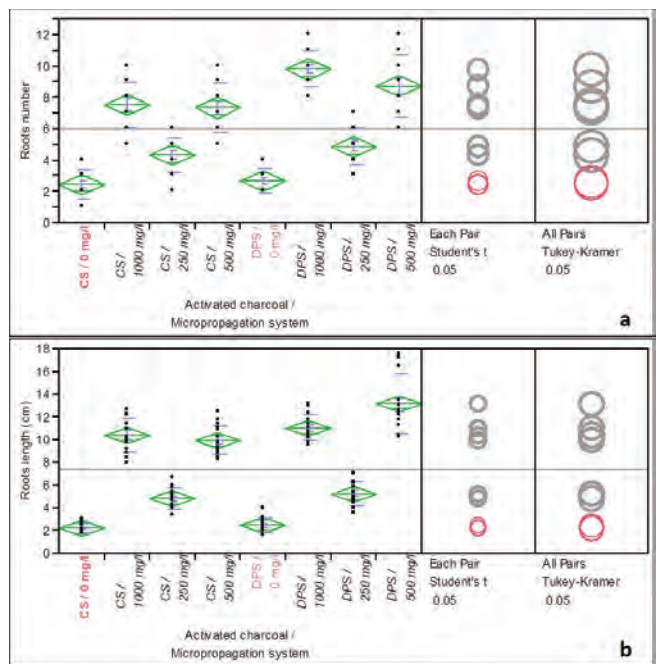 Roots number
12
10
8
6
4
2
0
CS / 0 mg/l
CS /
1000 mg/l
CS /
250 mg/l
CS /
500 mg/l
DPS /
0 mg/l
DPS /
1000 mg/l
DPS /
250 mg/l
DPS /
500 mg/l
Activated charcoal /
Micropropagation system
Each Pair
Student's t
0.05
All Pairs
Tukey-Kramer
0.05
a
Roots length (cm)
18
16
14
12
10
8
6
4
2
0
CS / 0 mg/l
CS /
1000 mg/l
CS /
250 mg/l
CS /
500 mg/l
DPS /
0 mg/l
DPS /
1000 mg/l
DPS /
250 mg/l
DPS /
500 mg/l
Activated charcoal /
Micropropagation system
Each Pair
Student's t
0.05
All Pairs
Tukey-Kramer
0.05
b